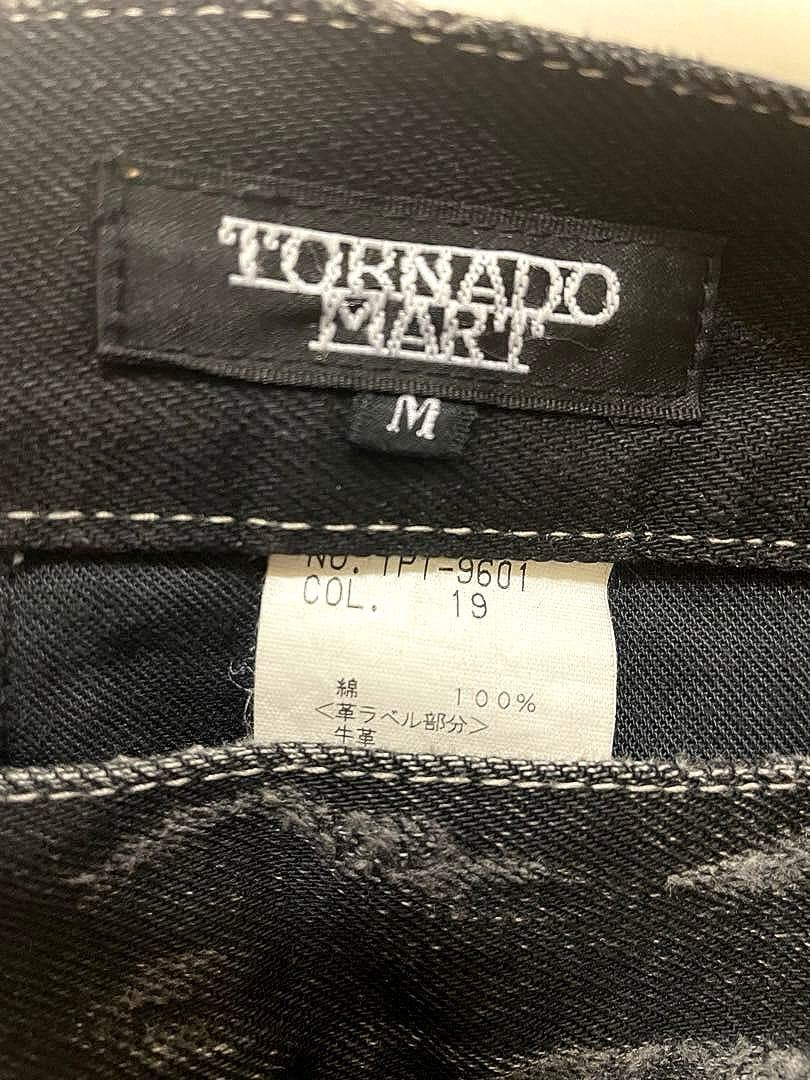 TORNADO
MART
M
NO. TPT-9601
COL. 19
綿 100%
<革ラベル部分>
牛革